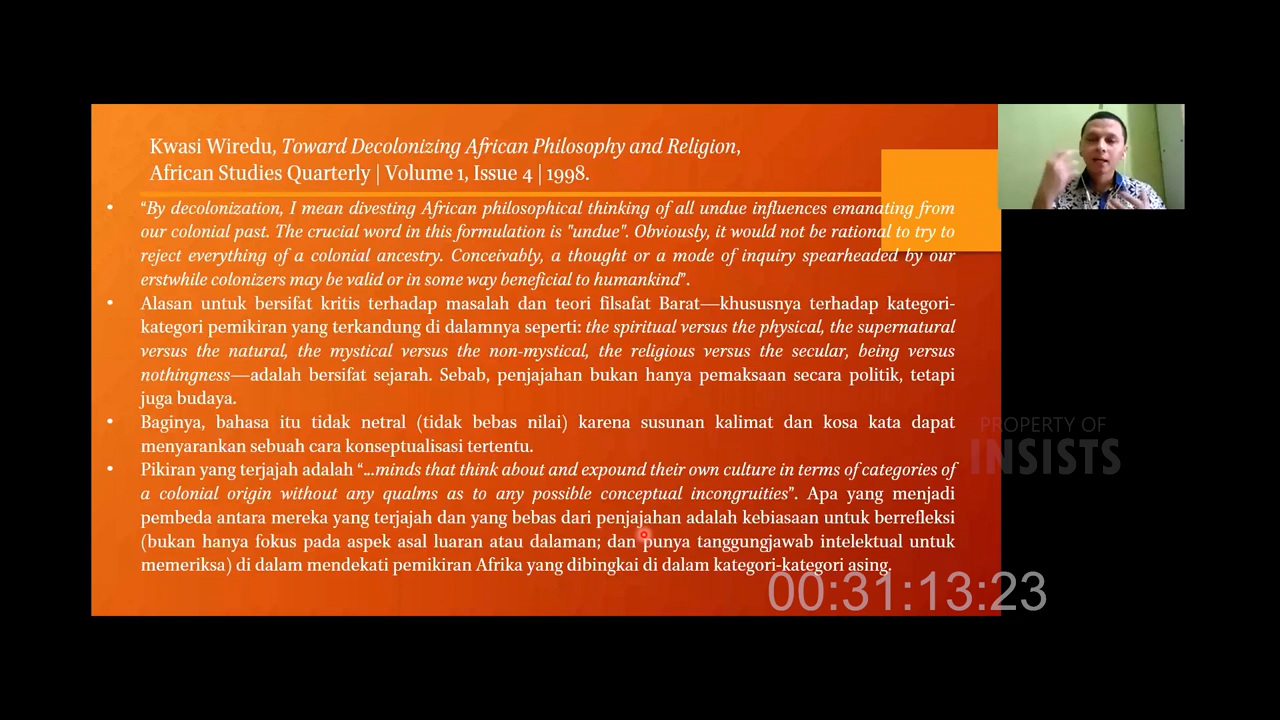 Kwasi Wiredu, Toward Decolonizing African Philosophy and Religion,
African Studies Quarterly | Volume 1, Issue 4 | 1998.
• “By decolonization, I mean divesting African philosophical thinking of all undue influences emanating from
our colonial past. The crucial word in this formulation is "undue". Obviously, it would not be rational to try to
reject everything of a colonial ancestry. Conceivably, a thought or a mode of inquiry spearheaded by our
erstwhile colonizers may be valid or in some way beneficial to humankind”.
• Alasan untuk bersifat kritis terhadap masalah dan teori filsafat Barat—khususnya terhadap kategori-
kategori pemikiran yang terkandung di dalamnya seperti: the spiritual versus the physical, the supernatural
versus the natural, the mystical versus the non-mystical, the religious versus the secular, being versus
nothingness—adalah bersifat sejarah. Sebab, penjajahan bukan hanya pemaksaan secara politik, tetapi
juga budaya.
• Baginya, bahasa itu tidak netral (tidak bebas nilai) karena susunan kalimat dan kosa kata dapat
menyarankan sebuah cara konseptualisasi tertentu.
• Pikiran yang terjajah adalah “...minds that think about and expound their own culture in terms of categories of
a colonial origin without any qualms as to any possible conceptual incongruities”. Apa yang menjadi
pembeda antara mereka yang terjajah dan yang bebas dari penjajahan adalah kebiasaan untuk berrefleksi
(bukan hanya fokus pada aspek asal luaran atau dalaman; dan punya tanggungjawab intelektual untuk
memeriksa) di dalam mendekati pemikiran Afrika yang dibingkai di dalam kategori-kategori asing.
PROPERTY OF
INSISTS
00:31:13:23